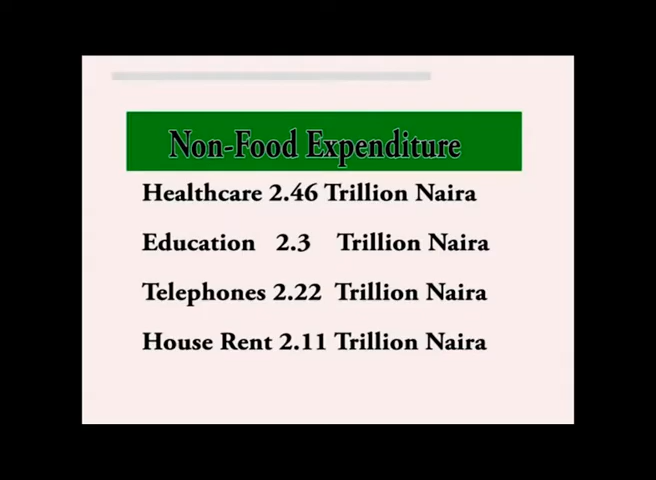 Non-Food Expenditure
Healthcare 2.46 Trillion Naira
Education 2.3 Trillion Naira
Telephones 2.22 Trillion Naira
House Rent 2.11 Trillion Naira